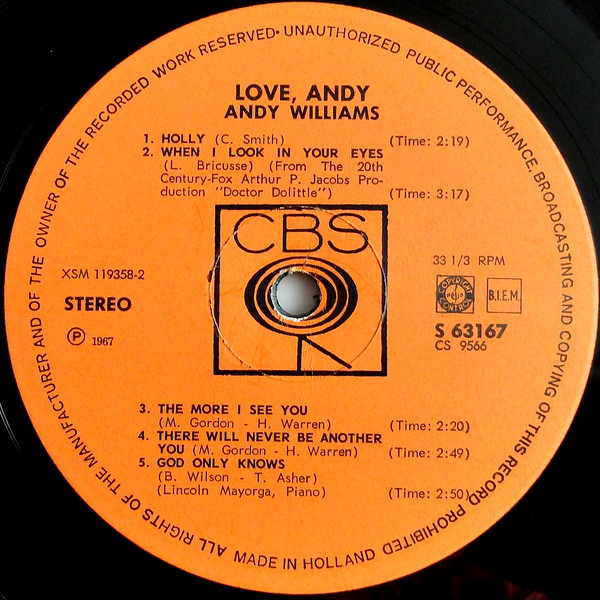 ALL RIGHTS OF THE MANUFACTURER AND OF THE OWNER OF THE RECORDED WORK RESERVED• UNAUTHORIZED PUBLIC PERFORMANCE, BROADCASTING AND COPYING OF THIS RECORD PROHIBITED
LOVE, ANDY
ANDY WILLIAMS
1. HOLLY (C. Smith) (Time: 2:19)
2. WHEN I LOOK IN YOUR EYES
(L. Bricusse) (From The 20th
Century-Fox Arthur P. Jacobs Pro-
duction "Doctor Dolittle") (Time: 3:17)
CBS
XSM 119358-2
33 1/3 RPM
STEREO
COPYRIGHT
CONTROL
B.I.E.M.
S 63167
CS 9566
Ⓟ 1967
3. THE MORE I SEE YOU
(M. Gordon - H. Warren) (Time: 2:20)
4. THERE WILL NEVER BE ANOTHER
YOU (M. Gordon - H. Warren) (Time: 2:49)
5. GOD ONLY KNOWS
(B. Wilson - T. Asher)
(Lincoln Mayorga, Piano) (Time: 2:50)
MADE IN HOLLAND